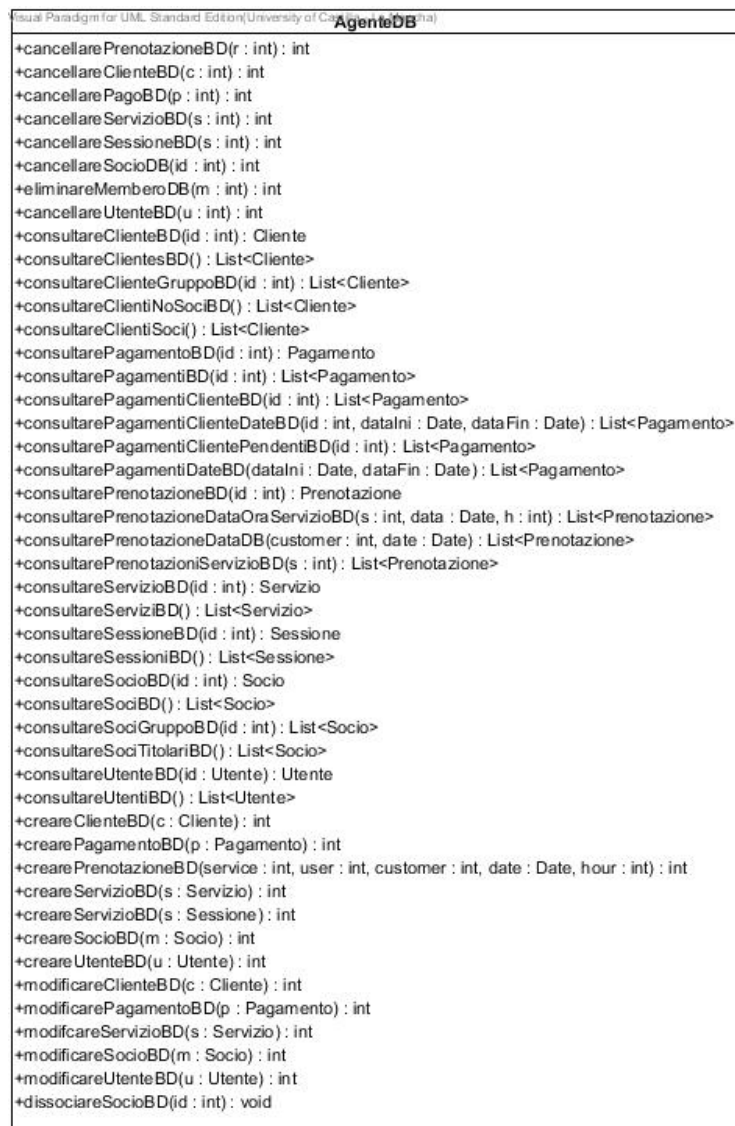 Visual Paradigm for UML Standard Edition(University of Castilla - La Mancha)
AgenteDB
+cancellarePrenotazioneBD(r : int) : int
+cancellareClienteBD(c : int) : int
+cancellarePagoBD(p : int) : int
+cancellareServizioBD(s : int) : int
+cancellareSessioneBD(s : int) : int
+cancellareSocioDB(id : int) : int
+eliminareMemberoDB(m : int) : int
+cancellareUtenteBD(u : int) : int
+consultareClienteBD(id : int) : Cliente
+consultareClientesBD() : List<Cliente>
+consultareClienteGruppoBD(id : int) : List<Cliente>
+consultareClientiNoSociBD() : List<Cliente>
+consultareClientiSoci() : List<Cliente>
+consultarePagamentoBD(id : int) : Pagamento
+consultarePagamentiBD(id : int) : List<Pagamento>
+consultarePagamentiClienteBD(id : int) : List<Pagamento>
+consultarePagamentiClienteDateBD(id : int, dataIni : Date, dataFin : Date) : List<Pagamento>
+consultarePagamentiClientePendentiBD(id : int) : List<Pagamento>
+consultarePagamentiDateBD(dataIni : Date, dataFin : Date) : List<Pagamento>
+consultarePrenotazioneBD(id : int) : Prenotazione
+consultarePrenotazioneDataOraServizioBD(s : int, data : Date, h : int) : List<Prenotazione>
+consultarePrenotazioneDataDB(customer : int, date : Date) : List<Prenotazione>
+consultarePrenotazioniServizioBD(s : int) : List<Prenotazione>
+consultareServizioBD(id : int) : Servizio
+consultareServiziBD() : List<Servizio>
+consultareSessioneBD(id : int) : Sessione
+consultareSessioniBD() : List<Sessione>
+consultareSocioBD(id : int) : Socio
+consultareSociBD() : List<Socio>
+consultareSociGruppoBD(id : int) : List<Socio>
+consultareSociTitolariBD() : List<Socio>
+consultareUtenteBD(id : Utente) : Utente
+consultareUtentiBD() : List<Utente>
+creareClienteBD(c : Cliente) : int
+crearePagamentoBD(p : Pagamento) : int
+crearePrenotazioneBD(service : int, user : int, customer : int, date : Date, hour : int) : int
+creareServizioBD(s : Servizio) : int
+creareServizioBD(s : Sessione) : int
+creareSocioBD(m : Socio) : int
+creareUtenteBD(u : Utente) : int
+modificareClienteBD(c : Cliente) : int
+modificarePagamentoBD(p : Pagamento) : int
+modifcareServizioBD(s : Servizio) : int
+modificareSocioBD(m : Socio) : int
+modificareUtenteBD(u : Utente) : int
+dissociareSocioBD(id : int) : void